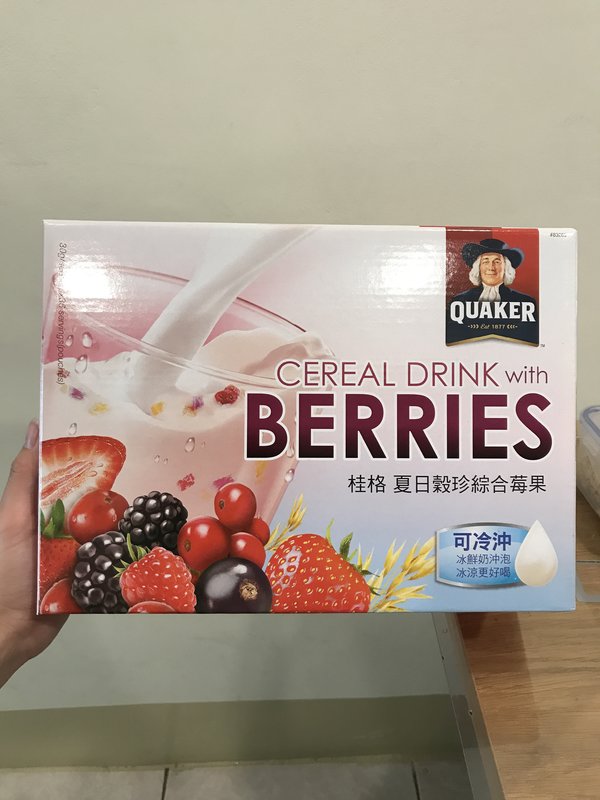 QUAKER
Est 1877
TM
CEREAL DRINK with
BERRIES
桂格 夏日穀珍綜合莓果
可冷沖
冰鮮奶沖泡
冰涼更好喝